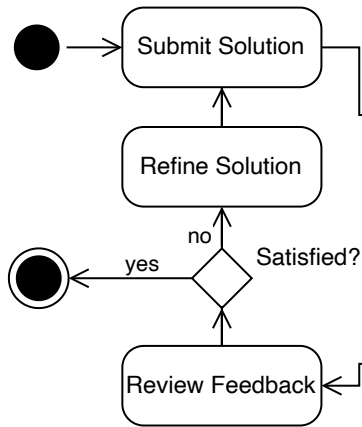 Submit Solution
Refine Solution
no
Satisfied?
yes
Review Feedback